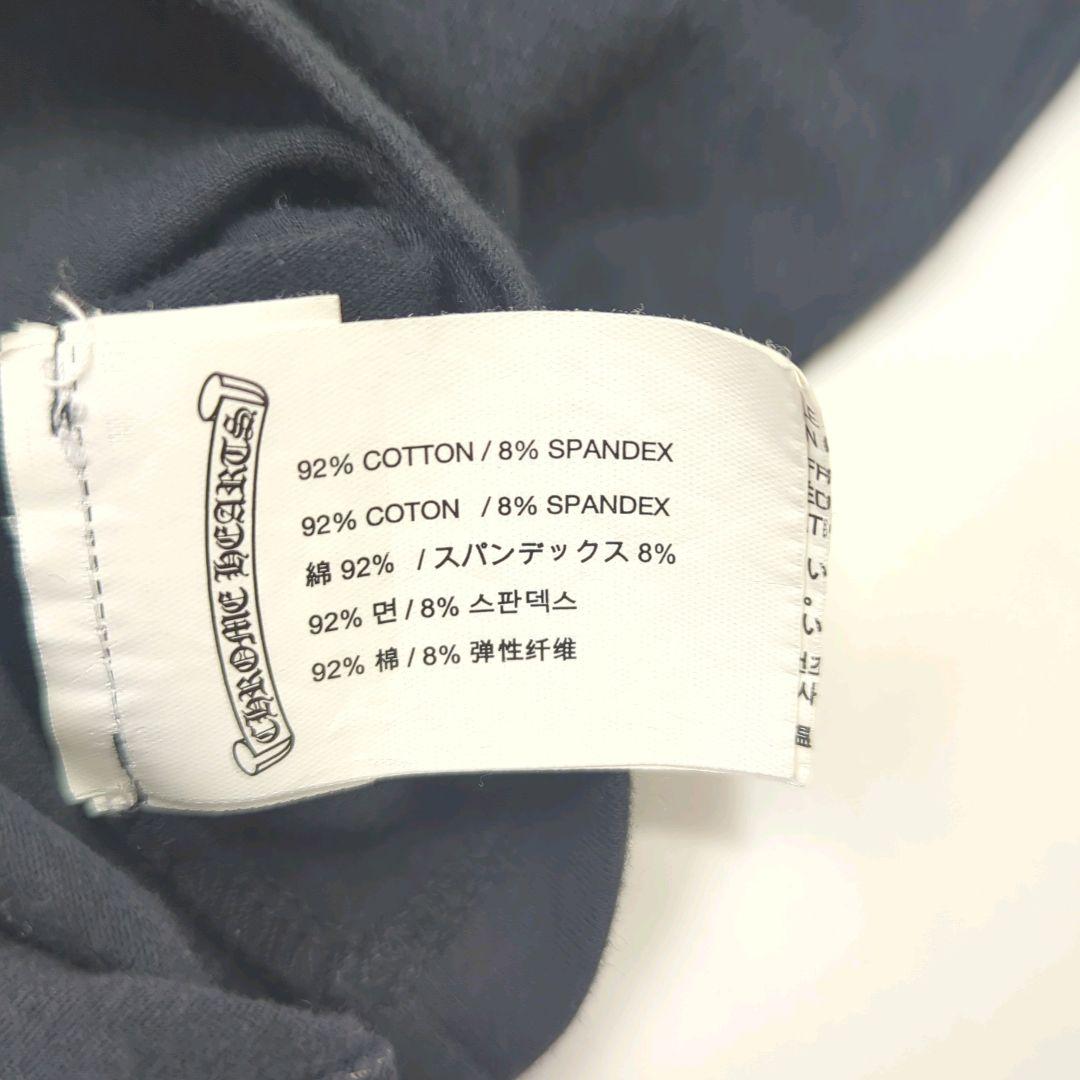 CHROME HEARTS
92% COTTON / 8% SPANDEX
92% COTON / 8% SPANDEX
綿 92% / スパンデックス 8%
92% 면 / 8% 스판덱스
92% 棉 / 8% 弹性纤维